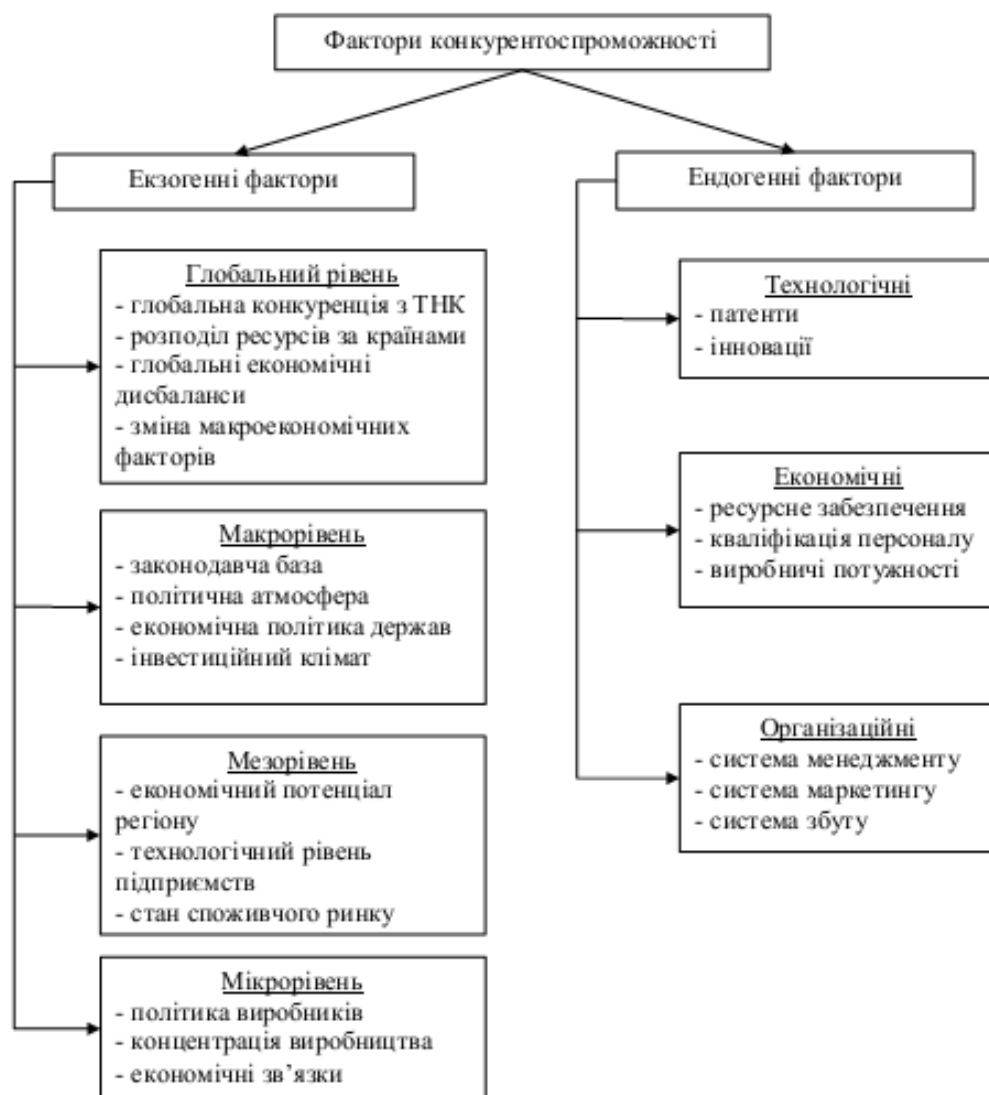 Фактори конкурентоспроможності
Екзогенні фактори
Глобальний рівень
- глобальна конкуренція з ТНК
- розподіл ресурсів за країнами
- глобальні економічні
дисбаланси
- зміна макроекономічних
факторів
Макрорівень
- законодавча база
- політична атмосфера
- економічна політика держав
- інвестиційний клімат
Мезорівень
- економічний потенціал
регіону
- технологічний рівень
підприємств
- стан споживчого ринку
Мікрорівень
- політика виробників
- концентрація виробництва
- економічні зв’язки
Ендогенні фактори
Технологічні
- патенти
- інновації
Економічні
- ресурсне забезпечення
- кваліфікація персоналу
- виробничі потужності
Організаційні
- система менеджменту
- система маркетингу
- система збуту